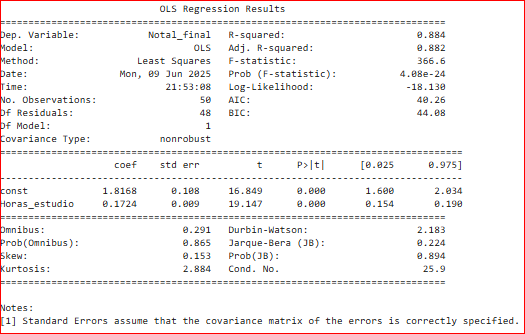 OLS Regression Results
==============================================================================
Dep. Variable: Notal_final R-squared: 0.884
Model: OLS Adj. R-squared: 0.882
Method: Least Squares F-statistic: 366.6
Date: Mon, 09 Jun 2025 Prob (F-statistic): 4.08e-24
Time: 21:53:08 Log-Likelihood: -18.130
No. Observations: 50 AIC: 40.26
Df Residuals: 48 BIC: 44.08
Df Model: 1
Covariance Type: nonrobust
==============================================================================
coef std err t P>|t| [0.025 0.975]
------------------------------------------------------------------------------
const 1.8168 0.108 16.849 0.000 1.600 2.034
Horas_estudio 0.1724 0.009 19.147 0.000 0.154 0.190
==============================================================================
Omnibus: 0.291 Durbin-Watson: 2.183
Prob(Omnibus): 0.865 Jarque-Bera (JB): 0.224
Skew: 0.153 Prob(JB): 0.894
Kurtosis: 2.884 Cond. No. 25.9
==============================================================================
Notes:
[1] Standard Errors assume that the covariance matrix of the errors is correctly specified.